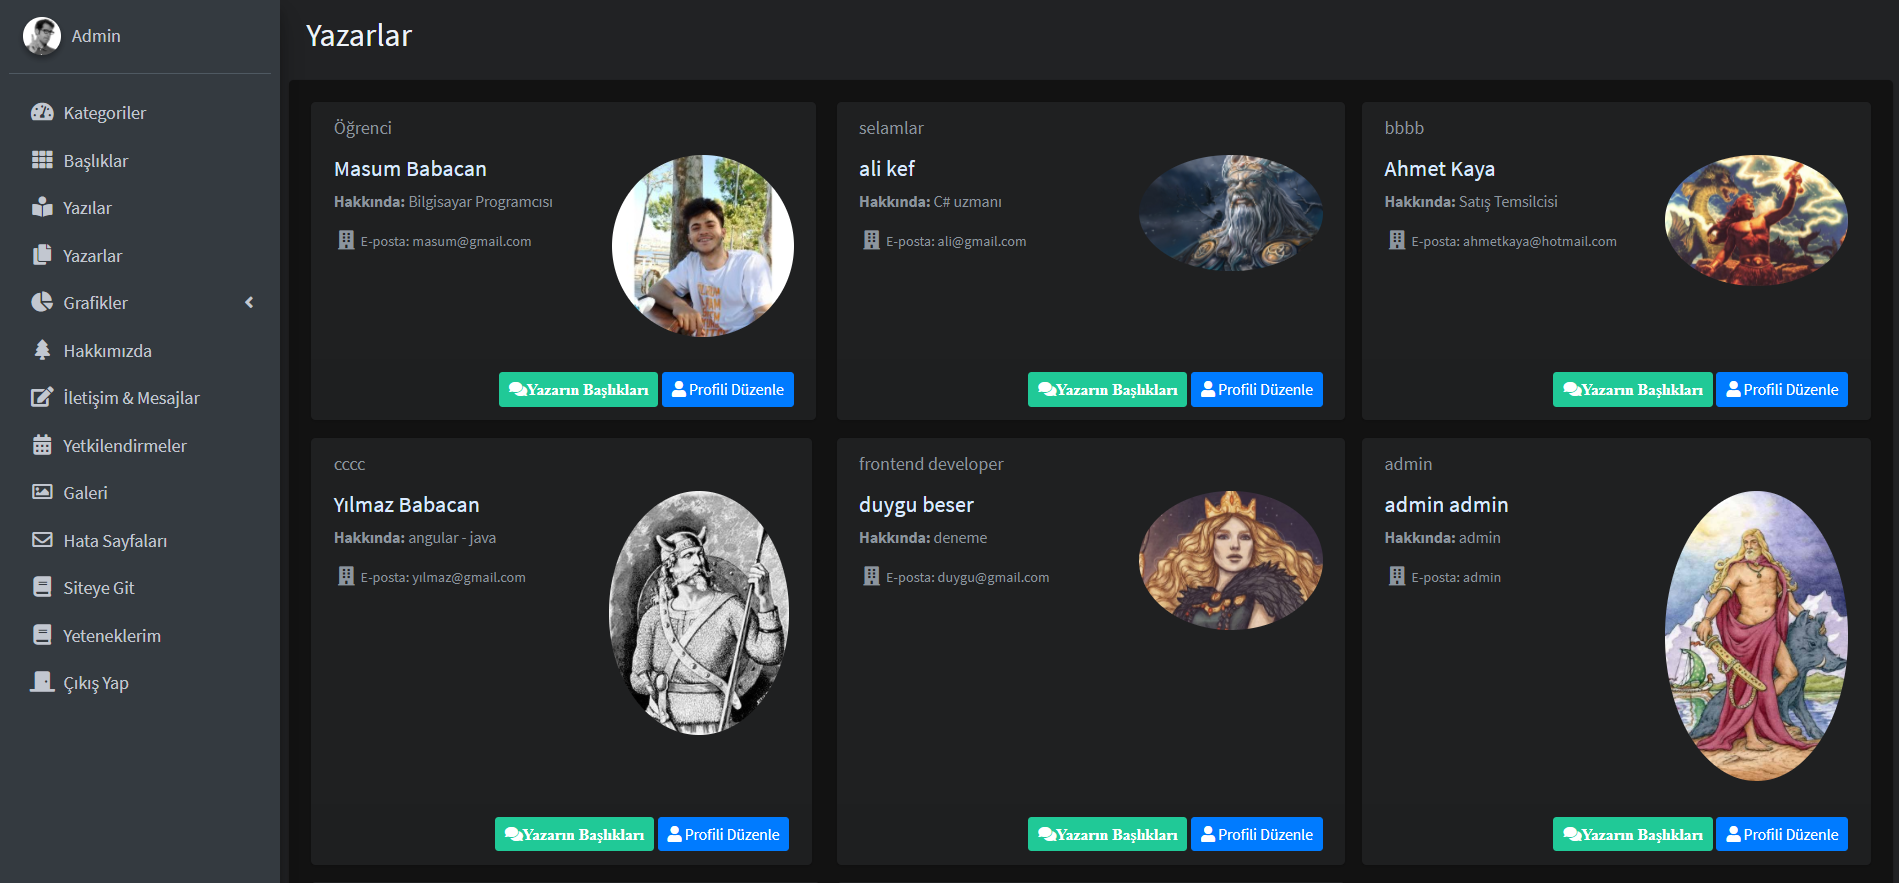 Admin
Kategoriler
Başlıklar
Yazılar
Yazarlar
Grafikler
Hakkımızda
İletişim & Mesajlar
Yetkilendirmeler
Galeri
Hata Sayfaları
Siteye Git
Yeteneklerim
Çıkış Yap
Yazarlar
Öğrenci
Masum Babacan
Hakkında: Bilgisayar Programcısı
E-posta: masum@gmail.com
Yazarın Başlıkları Profili Düzenle
selamlar
ali kef
Hakkında: C# uzmanı
E-posta: ali@gmail.com
Yazarın Başlıkları Profili Düzenle
bbbb
Ahmet Kaya
Hakkında: Satış Temsilcisi
E-posta: ahmetkaya@hotmail.com
Yazarın Başlıkları Profili Düzenle
cccc
Yılmaz Babacan
Hakkında: angular - java
E-posta: yılmaz@gmail.com
Yazarın Başlıkları Profili Düzenle
frontend developer
duygu beser
Hakkında: deneme
E-posta: duygu@gmail.com
Yazarın Başlıkları Profili Düzenle
admin
admin admin
Hakkında: admin
E-posta: admin
Yazarın Başlıkları Profili Düzenle